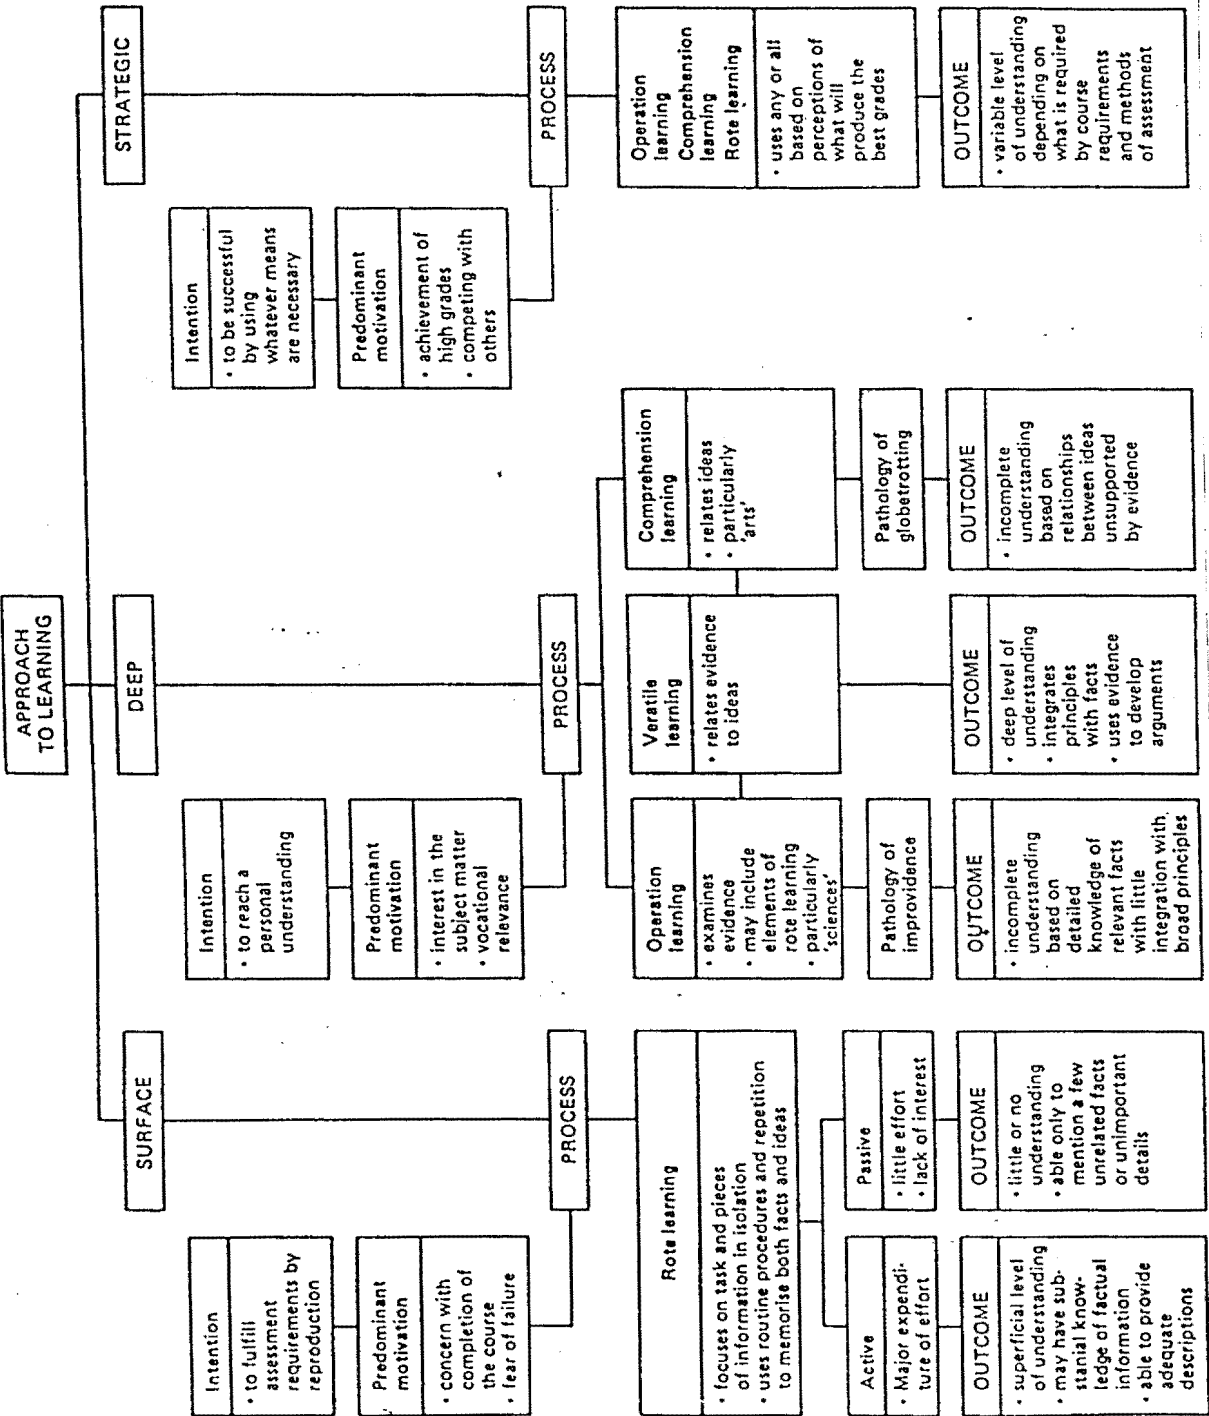 APPROACH
TO LEARNING
SURFACE
Intention
• to fulfill
assessment
requirements by
reproduction
Predominant
motivation
• concern with
completion of
the course
• fear of failure
PROCESS
Rote learning
• focuses on task and pieces
of information in isolation
• uses routine procedures and repetition
to memorise both facts and ideas
Active
• Major expendi-
ture of effort
OUTCOME
• superficial level
of understanding
• may have sub-
stanial know-
ledge of factual
information
• able to provide
adequate
descriptions
Passive
• little effort
• lack of interest
OUTCOME
• little or no
understanding
• able only to
mention a few
unrelated facts
or unimportant
details
DEEP
Intention
• to reach a
personal
understanding
Predominant
motivation
• interest in the
subject matter
• vocational
relevance
PROCESS
Operation
learning
• examines
evidence
• may include
elements of
rote learning
• particularly
'sciences'
Pathology of
improvidence
OUTCOME
• incomplete
understanding
based on
detailed
knowledge of
relevant facts
with little
integration with
broad principles
Veratile
learning
• relates evidence
to ideas
OUTCOME
• deep level of
understanding
• integrates
principles
with facts
• uses evidence
to develop
arguments
Comprehension
learning
• relates ideas
• particularly
'arts'
Pathology of
globetrotting
OUTCOME
• incomplete
understanding
based on
relationships
between ideas
unsupported
by evidence
STRATEGIC
Intention
• to be successful
by using
whatever means
are necessary
Predominant
motivation
• achievement of
high grades
• competing with
others
PROCESS
Operation
learning
Comprehension
learning
Rote learning
• uses any or all
based on
perceptions of
what will
produce the
best grades
OUTCOME
• variable level
of understanding
depending on
what is required
by course
requirements
and methods
of assessment